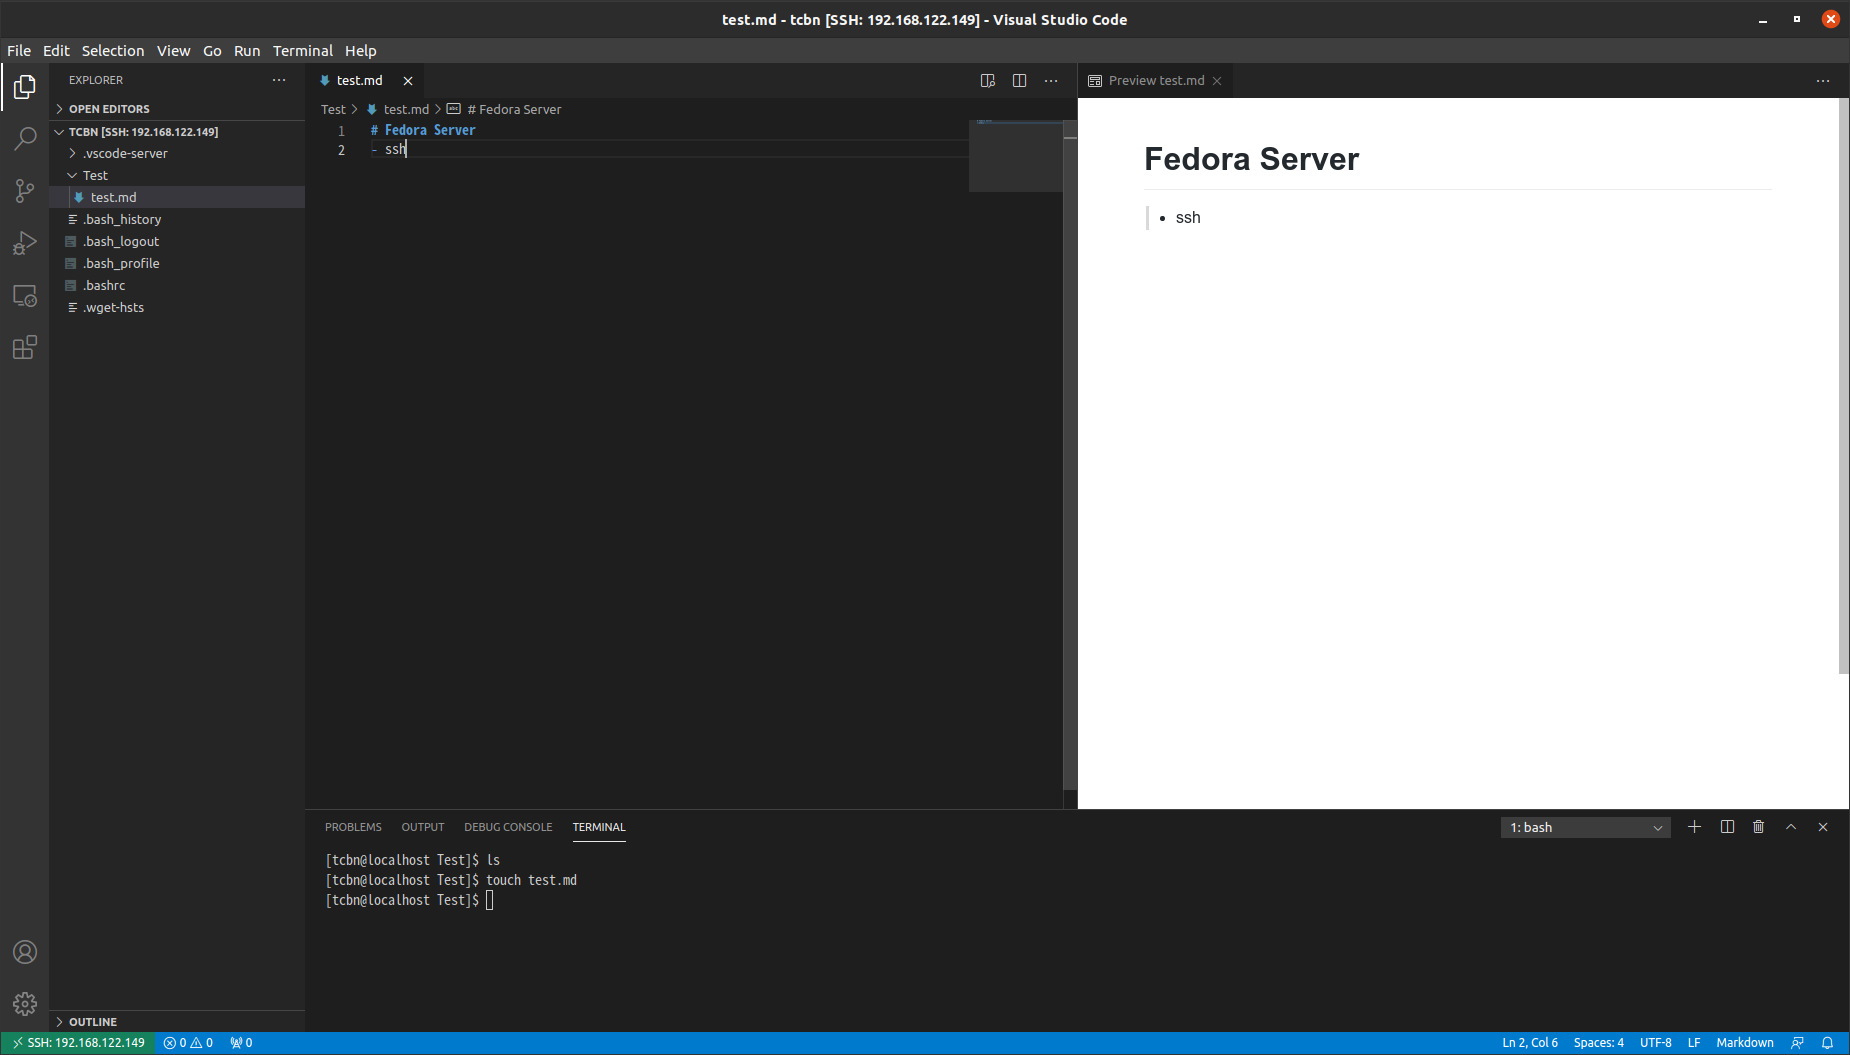 test.md - tcbn [SSH: 192.168.122.149] - Visual Studio Code
File Edit Selection View Go Run Terminal Help
EXPLORER
OPEN EDITORS
TCBN [SSH: 192.168.122.149]
.vscode-server
Test
test.md
.bash_history
.bash_logout
.bash_profile
.bashrc
.wget-hsts
OUTLINE
test.md
Test > test.md > # Fedora Server
1 # Fedora Server
2 - ssh
Preview test.md
Fedora Server
• ssh
PROBLEMS OUTPUT DEBUG CONSOLE TERMINAL
1: bash
[tcbn@localhost Test]$ ls
[tcbn@localhost Test]$ touch test.md
[tcbn@localhost Test]$
SSH: 192.168.122.149 0 0 0 Ln 2, Col 6 Spaces: 4 UTF-8 LF Markdown